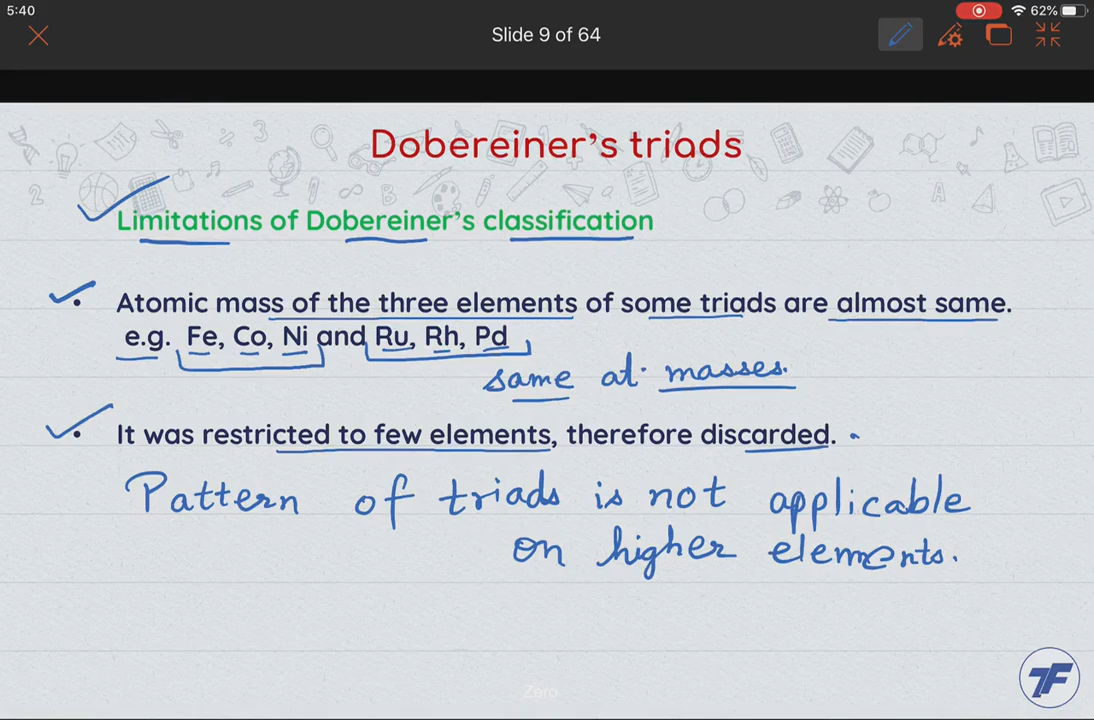 5:40
62%
Slide 9 of 64
Dobereiner's triads
Limitations of Dobereiner's classification
• Atomic mass of the three elements of some triads are almost same.
e.g. Fe, Co, Ni and Ru, Rh, Pd
same at. masses.
• It was restricted to few elements, therefore discarded.
Pattern of triads is not applicable
on higher elements.
Zero
TF